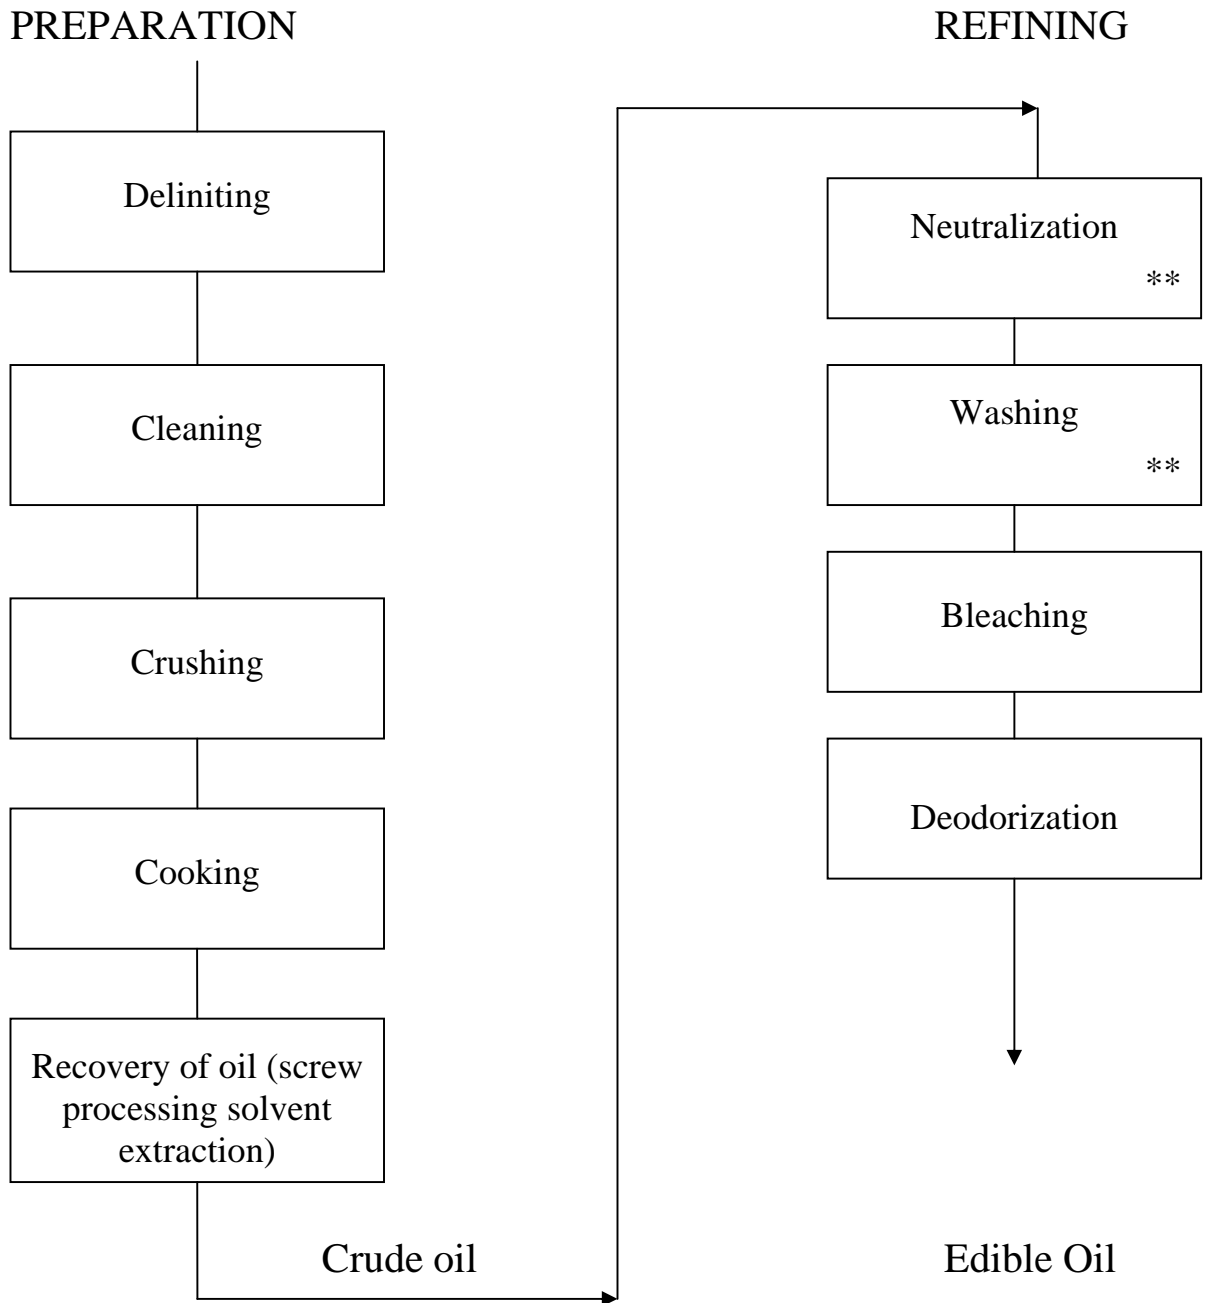 PREPARATION
Deliniting
Cleaning
Crushing
Cooking
Recovery of oil (screw
processing solvent
extraction)
Crude oil
REFINING
Neutralization
**
Washing
**
Bleaching
Deodorization
Edible Oil